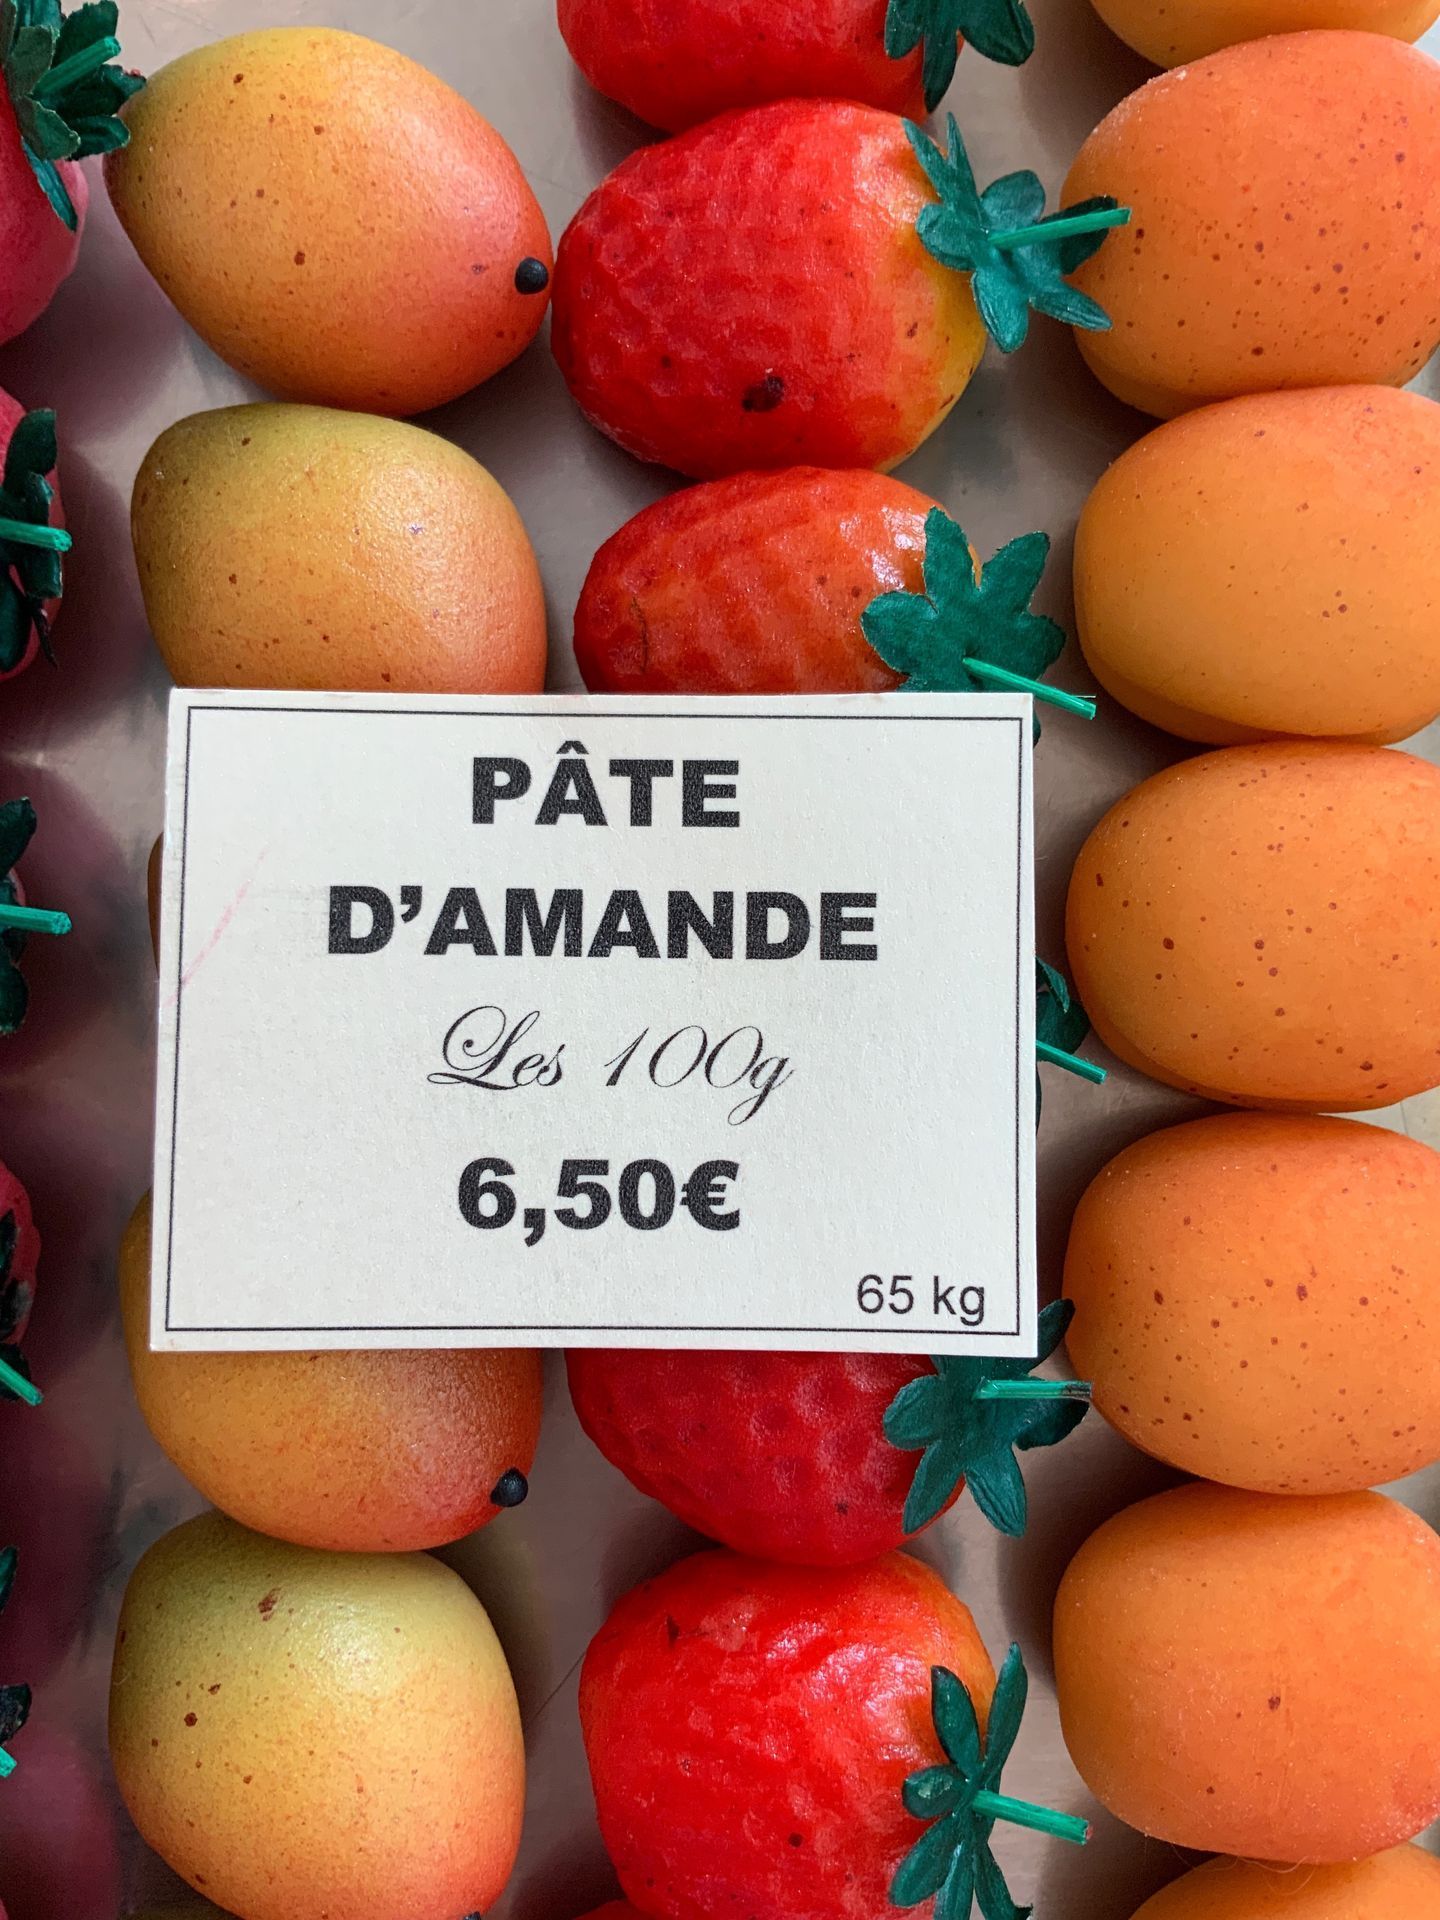 PÂTE
D’AMANDE
Les 100g
6,50€
65 kg